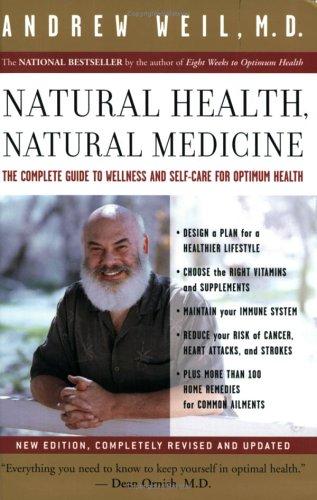 ANDREW WEIL, M.D.
The NATIONAL BESTSELLER by the author of Eight Weeks to Optimum Health
NATURAL HEALTH,
NATURAL MEDICINE
THE COMPLETE GUIDE TO WELLNESS AND SELF-CARE FOR OPTIMUM HEALTH
• DESIGN a PLAN for a
HEALTHIER LIFESTYLE
• CHOOSE the RIGHT VITAMINS
and SUPPLEMENTS
• MAINTAIN your IMMUNE SYSTEM
• REDUCE your RISK of CANCER,
HEART ATTACKS, and STROKES
• PLUS MORE THAN 100
HOME REMEDIES
for COMMON AILMENTS
NEW EDITION, COMPLETELY REVISED AND UPDATED
"Everything you need to know to keep yourself in optimal health."
— Dean Ornish, M.D.